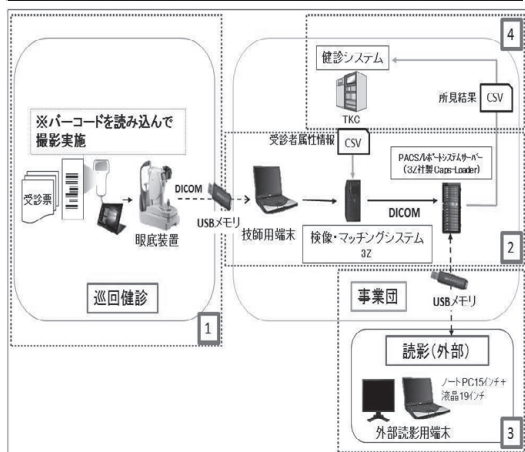 4
健診システム
TKC
所見結果
CSV
※バーコードを読み込んで
撮影実施
受診票
DICOM
USBメモリ
眼底装置
巡回健診
1
受診者属性情報
CSV
PACS/レポートシステムサーバー
(3Z社製Caps-Loader)
DICOM
技師用端末
検像・マッチングシステム
3Z
2
事業団
USBメモリ
読影(外部)
ノートPC15インチ+
液晶19インチ
外部読影用端末
3